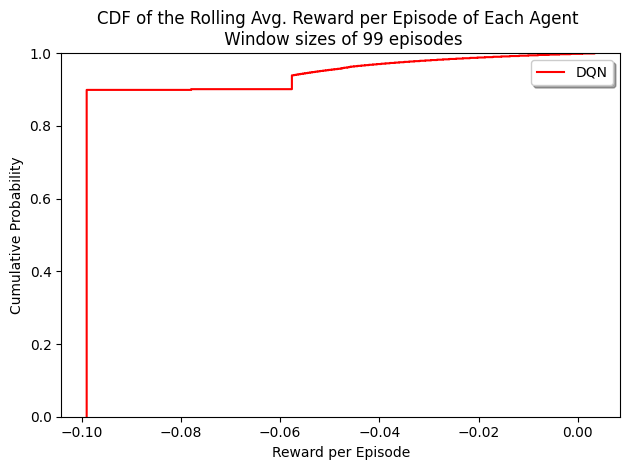 CDF of the Rolling Avg. Reward per Episode of Each Agent
Window sizes of 99 episodes
DQN
1.0
0.8
0.6
0.4
0.2
0.0
Cumulative Probability
−0.10
−0.08
−0.06
−0.04
−0.02
0.00
Reward per Episode